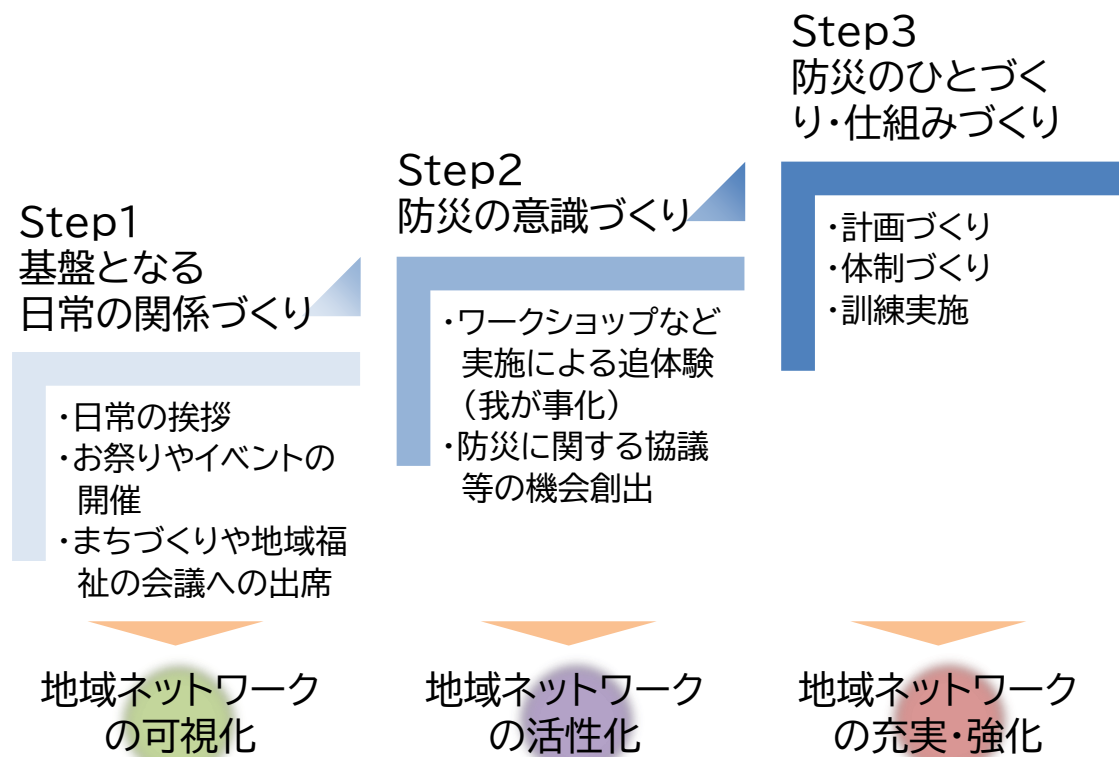 Step1
基盤となる
日常の関係づくり
・日常の挨拶
・お祭りやイベントの
開催
・まちづくりや地域福
祉の会議への出席
地域ネットワーク
の可視化
Step2
防災の意識づくり
・ワークショップなど
実施による追体験
（我が事化）
・防災に関する協議
等の機会創出
地域ネットワーク
の活性化
Step3
防災のひとづく
り・仕組みづくり
・計画づくり
・体制づくり
・訓練実施
地域ネットワーク
の充実・強化